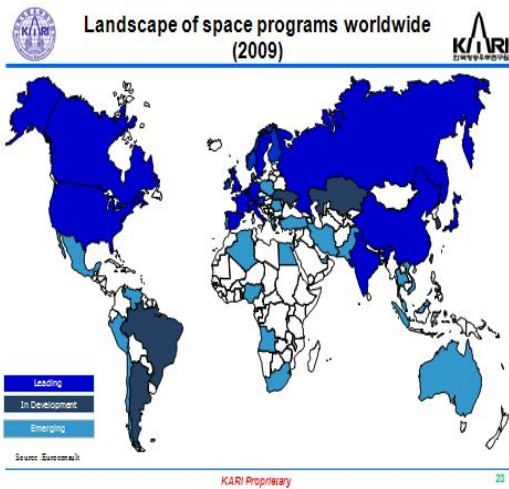 Landscape of space programs worldwide
(2009)
KARI
Leading
In Development
Emerging
Source :Euroconsult
KARI Proprietary
23